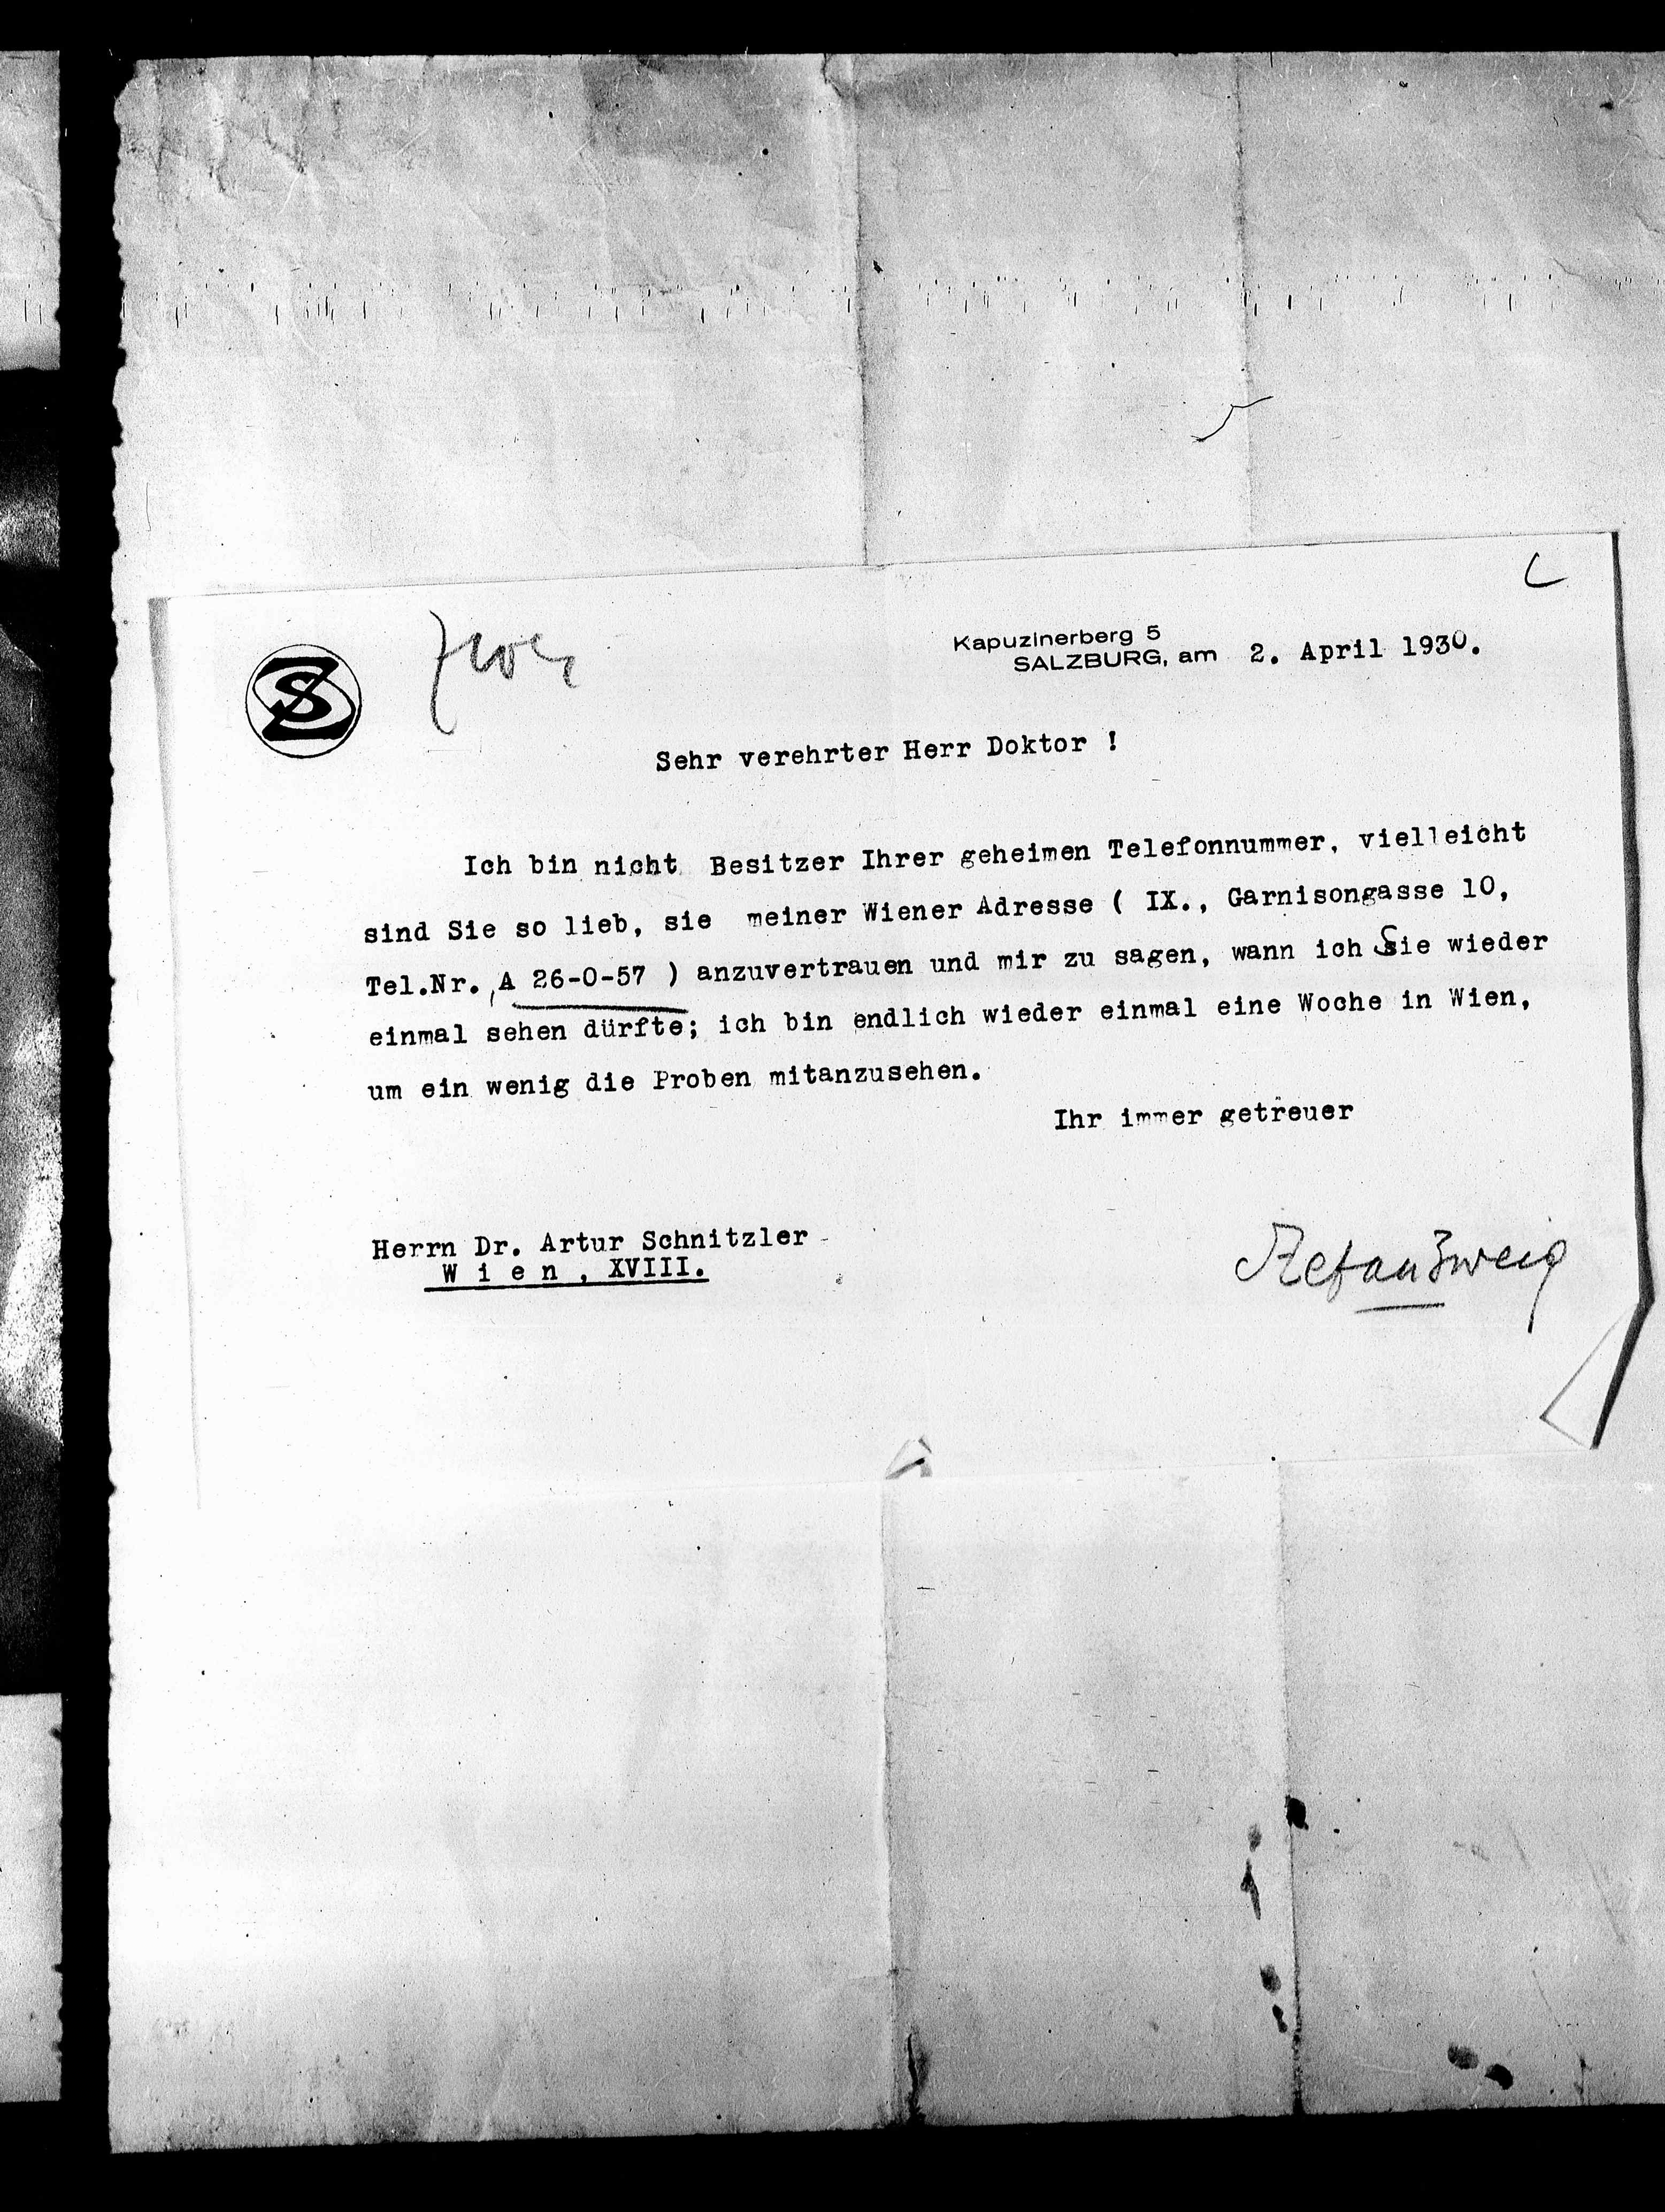 SZ
Kapuzinerberg 5
SALZBURG, am 2. April 1930.
Sehr verehrter Herr Doktor !
Ich bin nicht Besitzer Ihrer geheimen Telefonnummer, vielleicht
sind Sie so lieb, sie meiner Wiener Adresse ( IX., Garnisongasse 10,
Tel.Nr. A 26-0-57 ) anzuvertrauen und mir zu sagen, wann ich Sie wieder
einmal sehen dürfte; ich bin endlich wieder einmal eine Woche in Wien,
um ein wenig die Proben mitanzusehen.
Ihr immer getreuer
Herrn Dr. Artur Schnitzler
Wien, XVIII.
Stefan Zweig